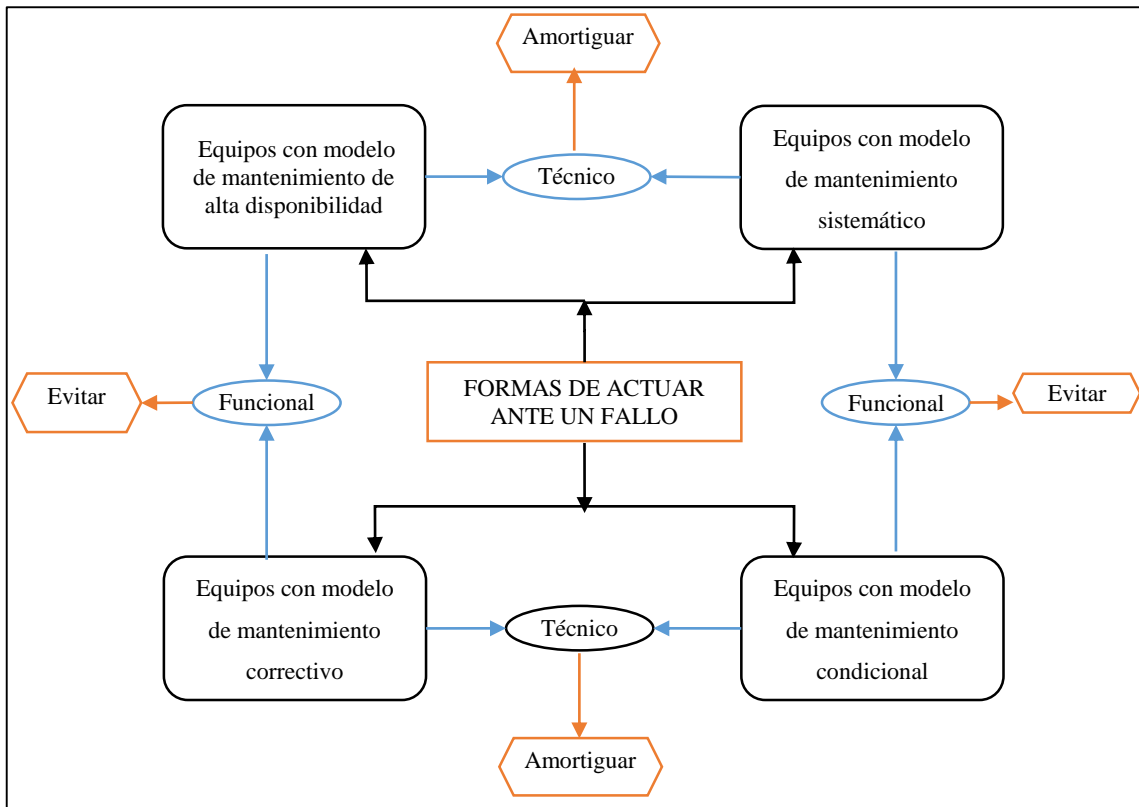 Amortiguar
Equipos con modelo
de mantenimiento de
alta disponibilidad
Técnico
Equipos con modelo
de mantenimiento
sistemático
Evitar
Funcional
FORMAS DE ACTUAR
ANTE UN FALLO
Funcional
Evitar
Equipos con modelo
de mantenimiento
correctivo
Técnico
Equipos con modelo
de mantenimiento
condicional
Amortiguar